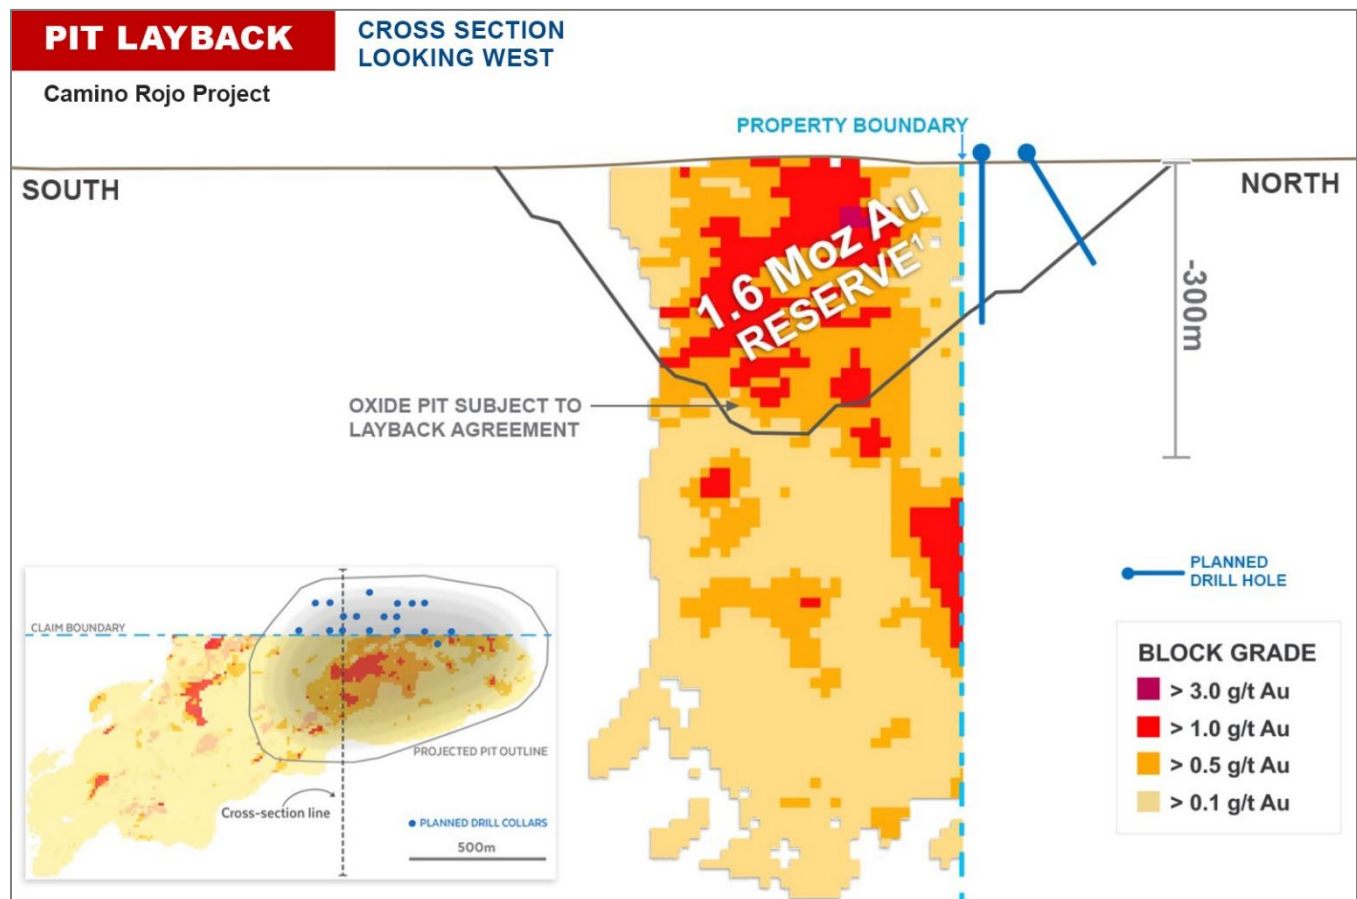 PIT LAYBACK
CROSS SECTION
LOOKING WEST
Camino Rojo Project
PROPERTY BOUNDARY
SOUTH
NORTH
1.6 Moz Au
RESERVE¹
-300m
OXIDE PIT SUBJECT TO
LAYBACK AGREEMENT
PLANNED
DRILL HOLE
CLAIM BOUNDARY
PROJECTED PIT OUTLINE
Cross-section line
PLANNED DRILL COLLARS
500m
BLOCK GRADE
> 3.0 g/t Au
> 1.0 g/t Au
> 0.5 g/t Au
> 0.1 g/t Au